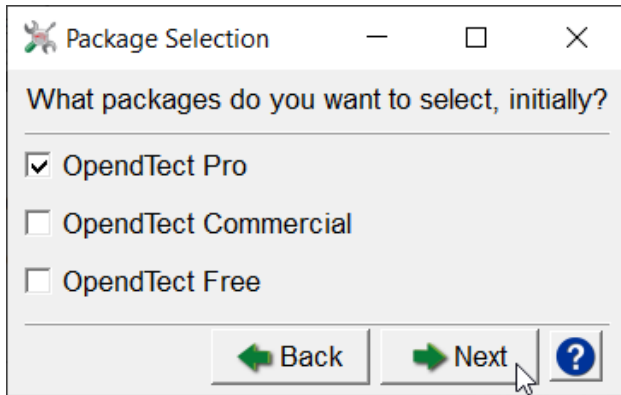 Package Selection
What packages do you want to select, initially?
OpendTect Pro
OpendTect Commercial
OpendTect Free
Back Next ?